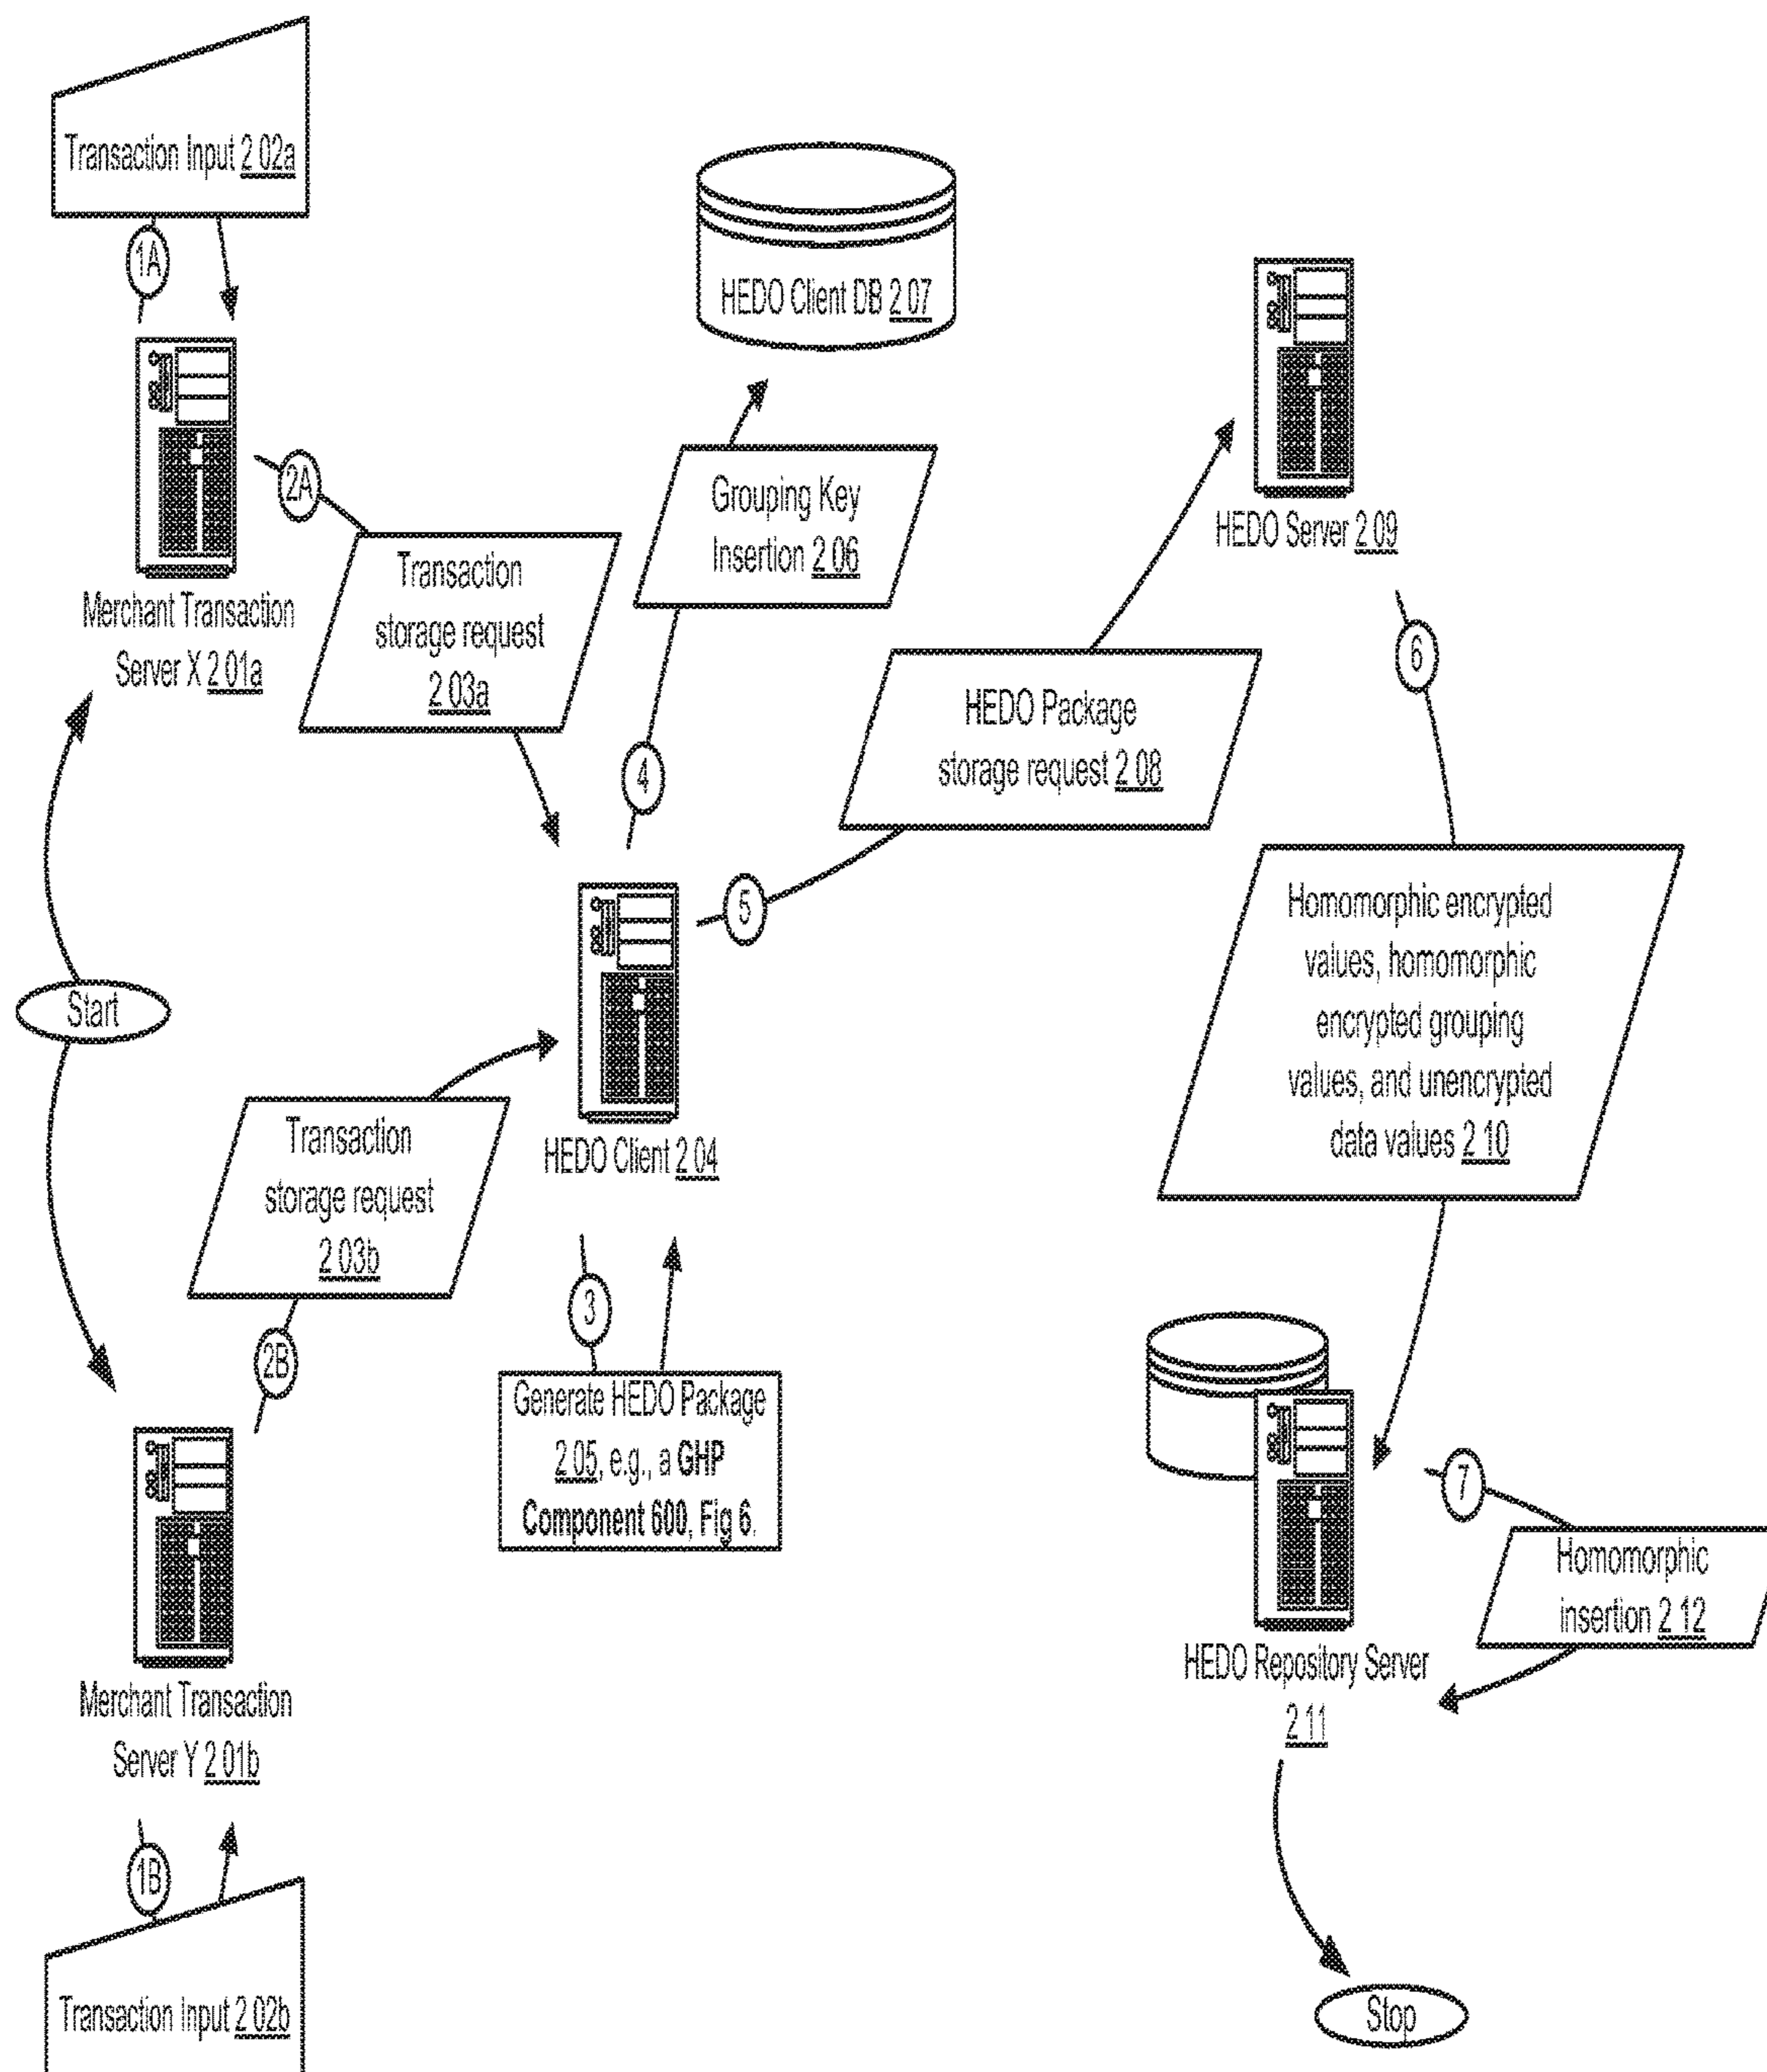 Transaction Input 2 02a
1A
HEDO Client DB 2 07
2A
Merchant Transaction
Server X 2 01a
Transaction
storage request
2 03a
Grouping Key
Insertion 2 06
HEDO Server 2 09
4
HEDO Package
storage request 2 08
6
5
Start
HEDO Client 2 04
Homomorphic encrypted
values, homomorphic
encrypted grouping
values, and unencrypted
data values 2 10
Transaction
storage request
2 03b
2B
3
Generate HEDO Package
2 05, e.g., a GHP
Component 600, Fig 6.
Merchant Transaction
Server Y 2 01b
7
Homomorphic
insertion 2 12
HEDO Repository Server
2 11
1B
Transaction Input 2 02b
Stop